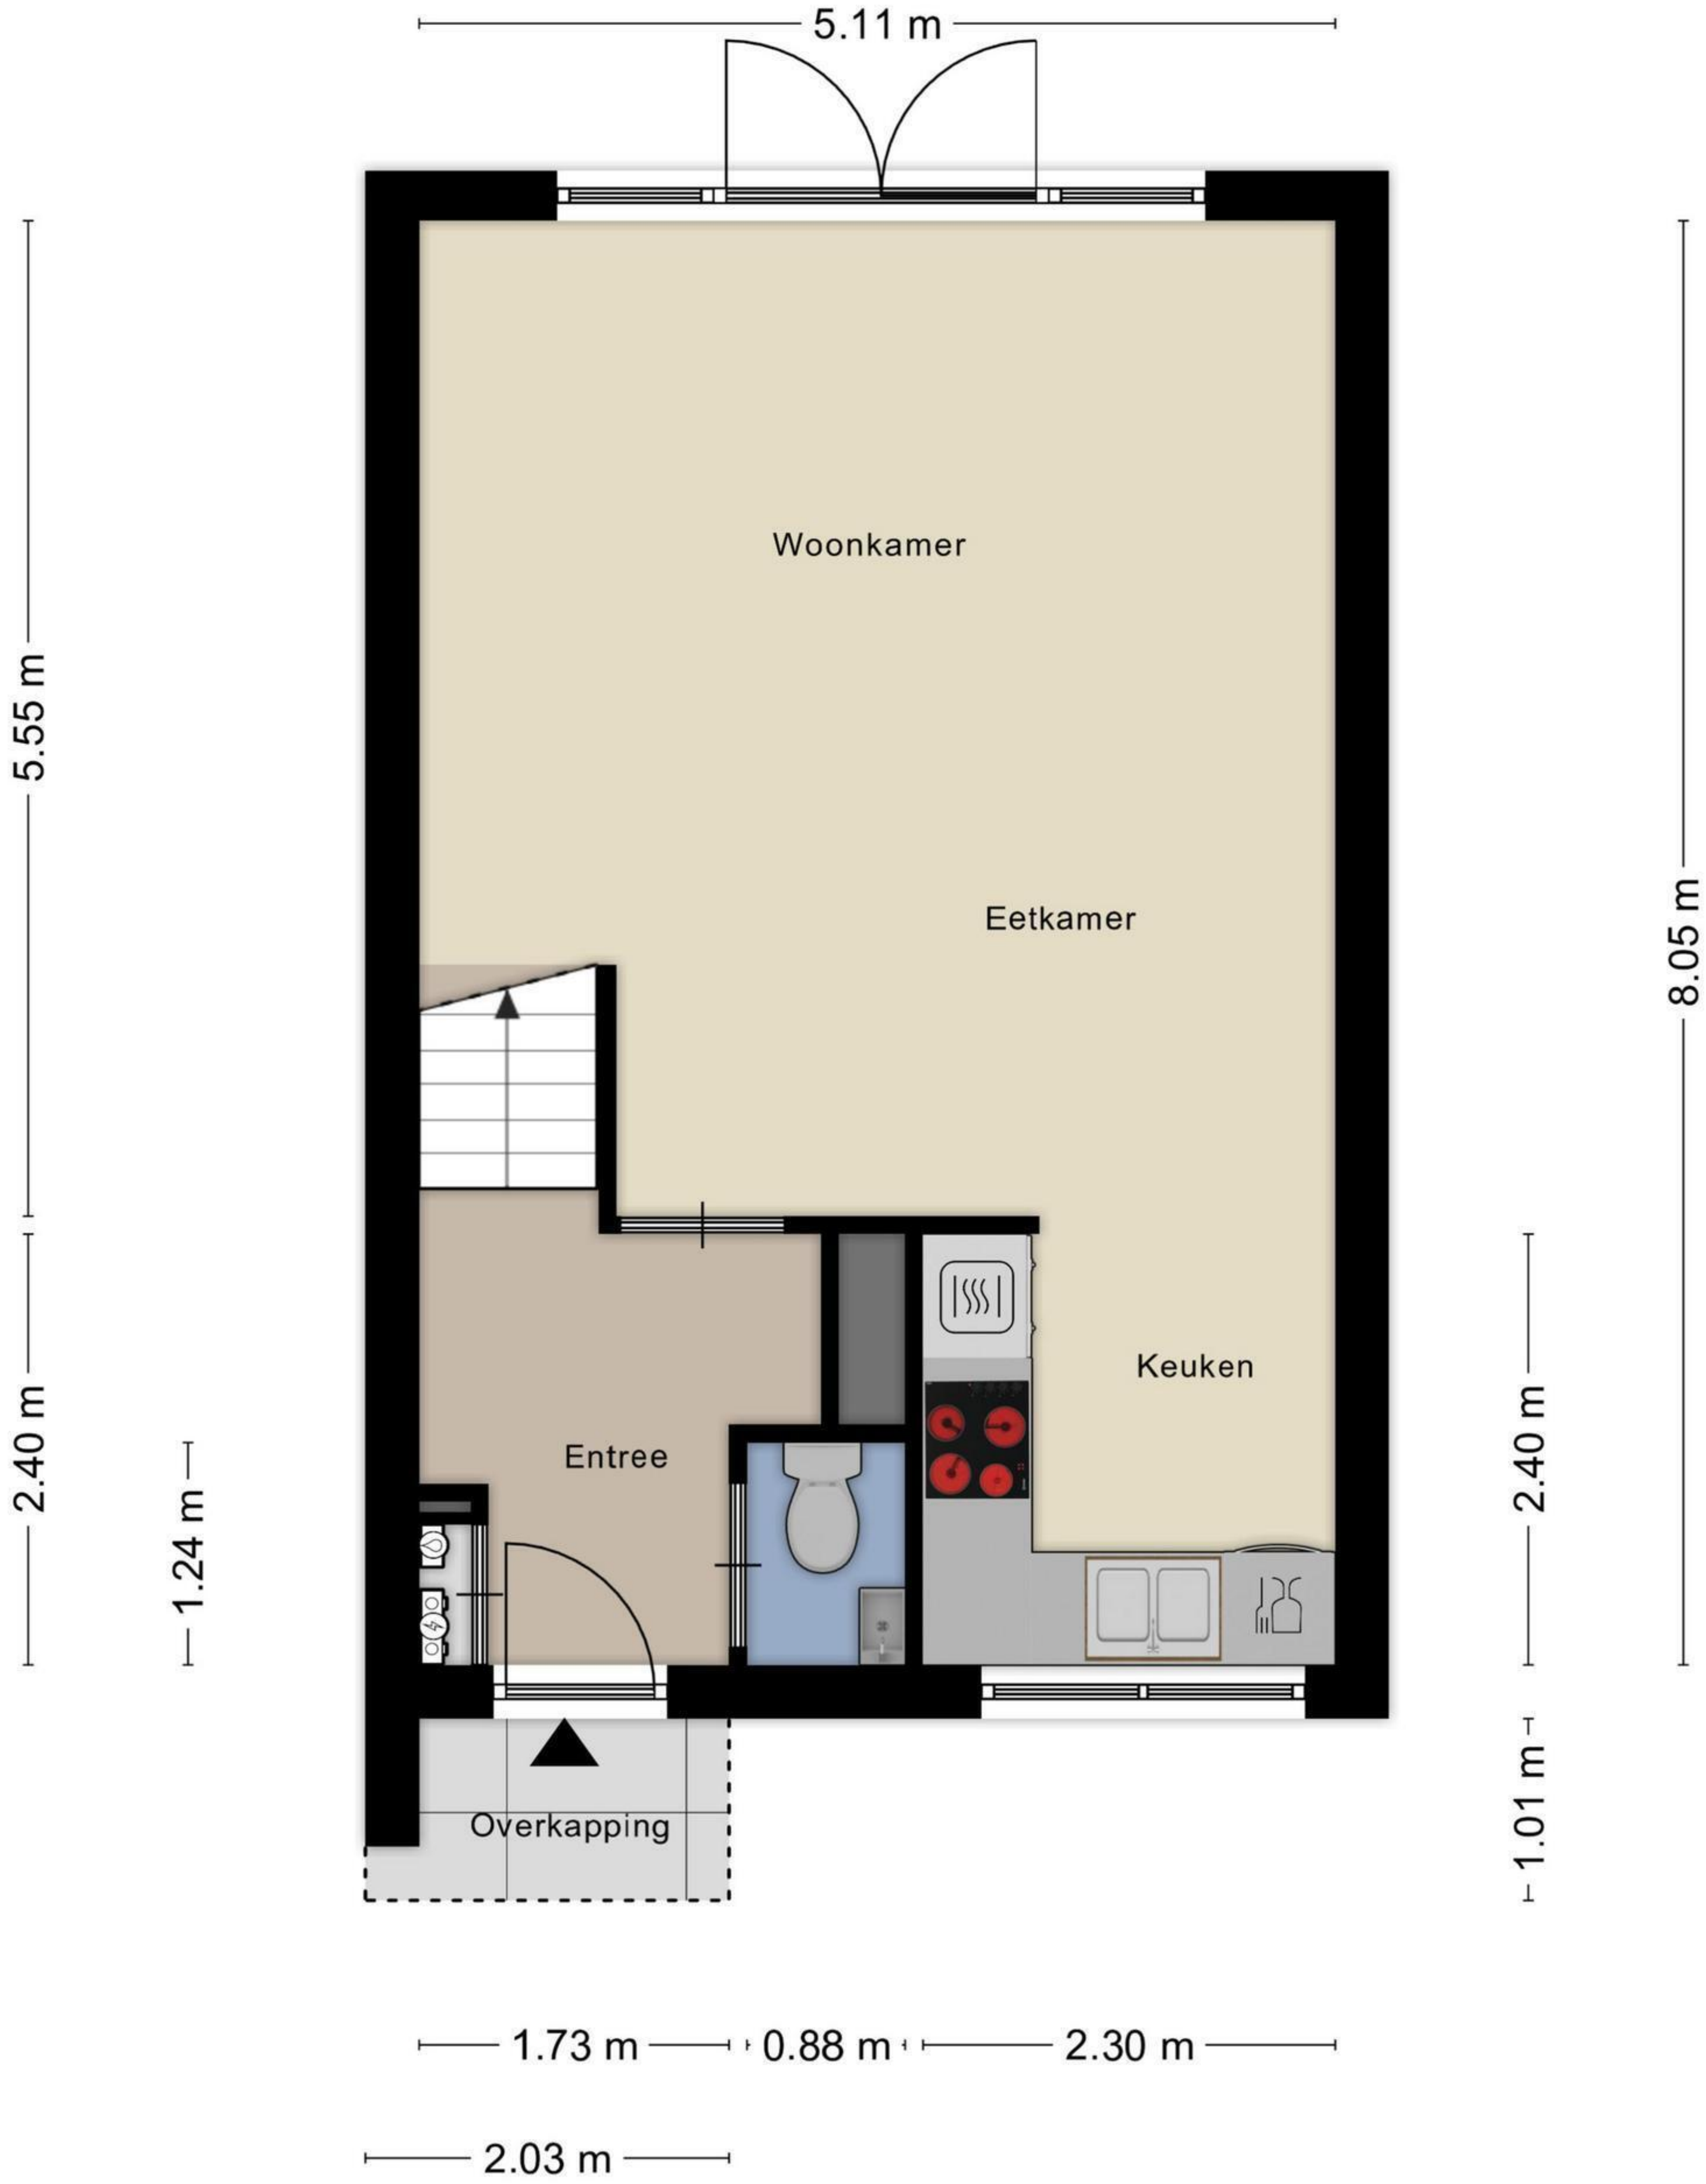 5.11 m
Woonkamer
5.55 m
Eetkamer
8.05 m
Keuken
2.40 m
1.24 m
Entree
2.40 m
1.01 m
Overkapping
1.73 m
0.88 m
2.30 m
2.03 m